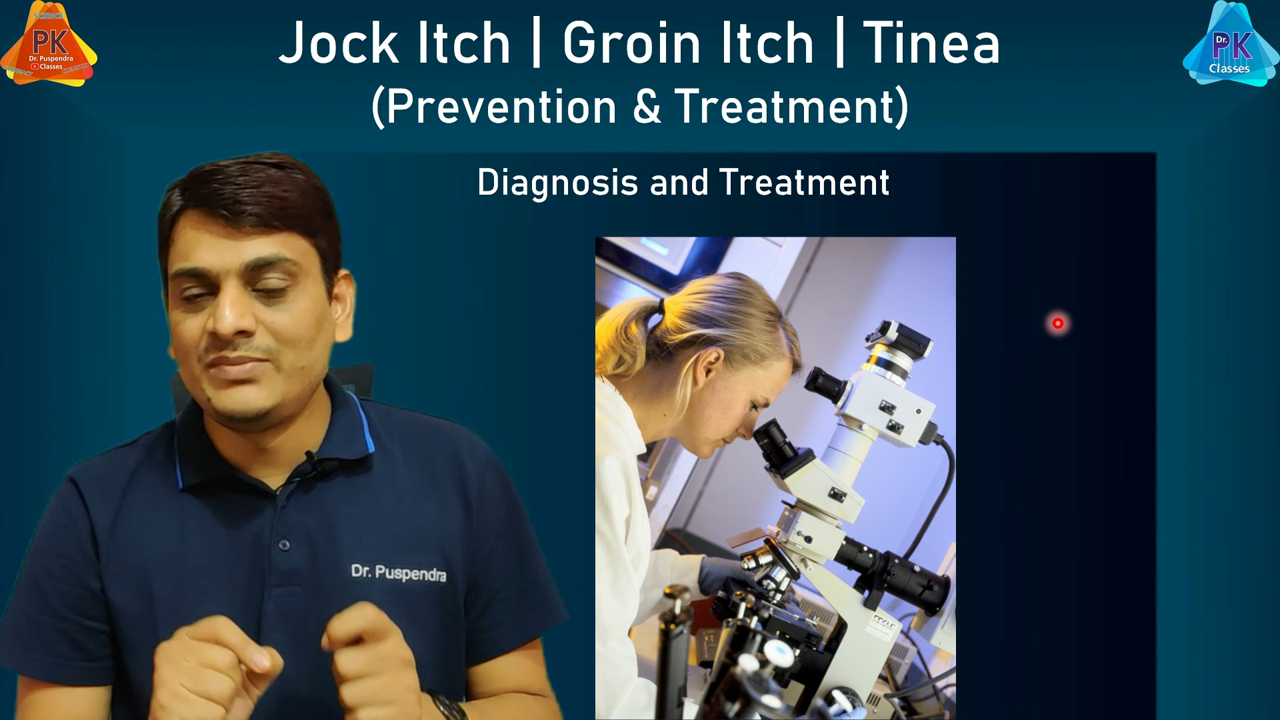 Jock Itch | Groin Itch | Tinea
(Prevention & Treatment)
Diagnosis and Treatment
SCIENCE
PK
Dr. Puspendra
Classes
Dr.
PK
Classes
Dr. Puspendra